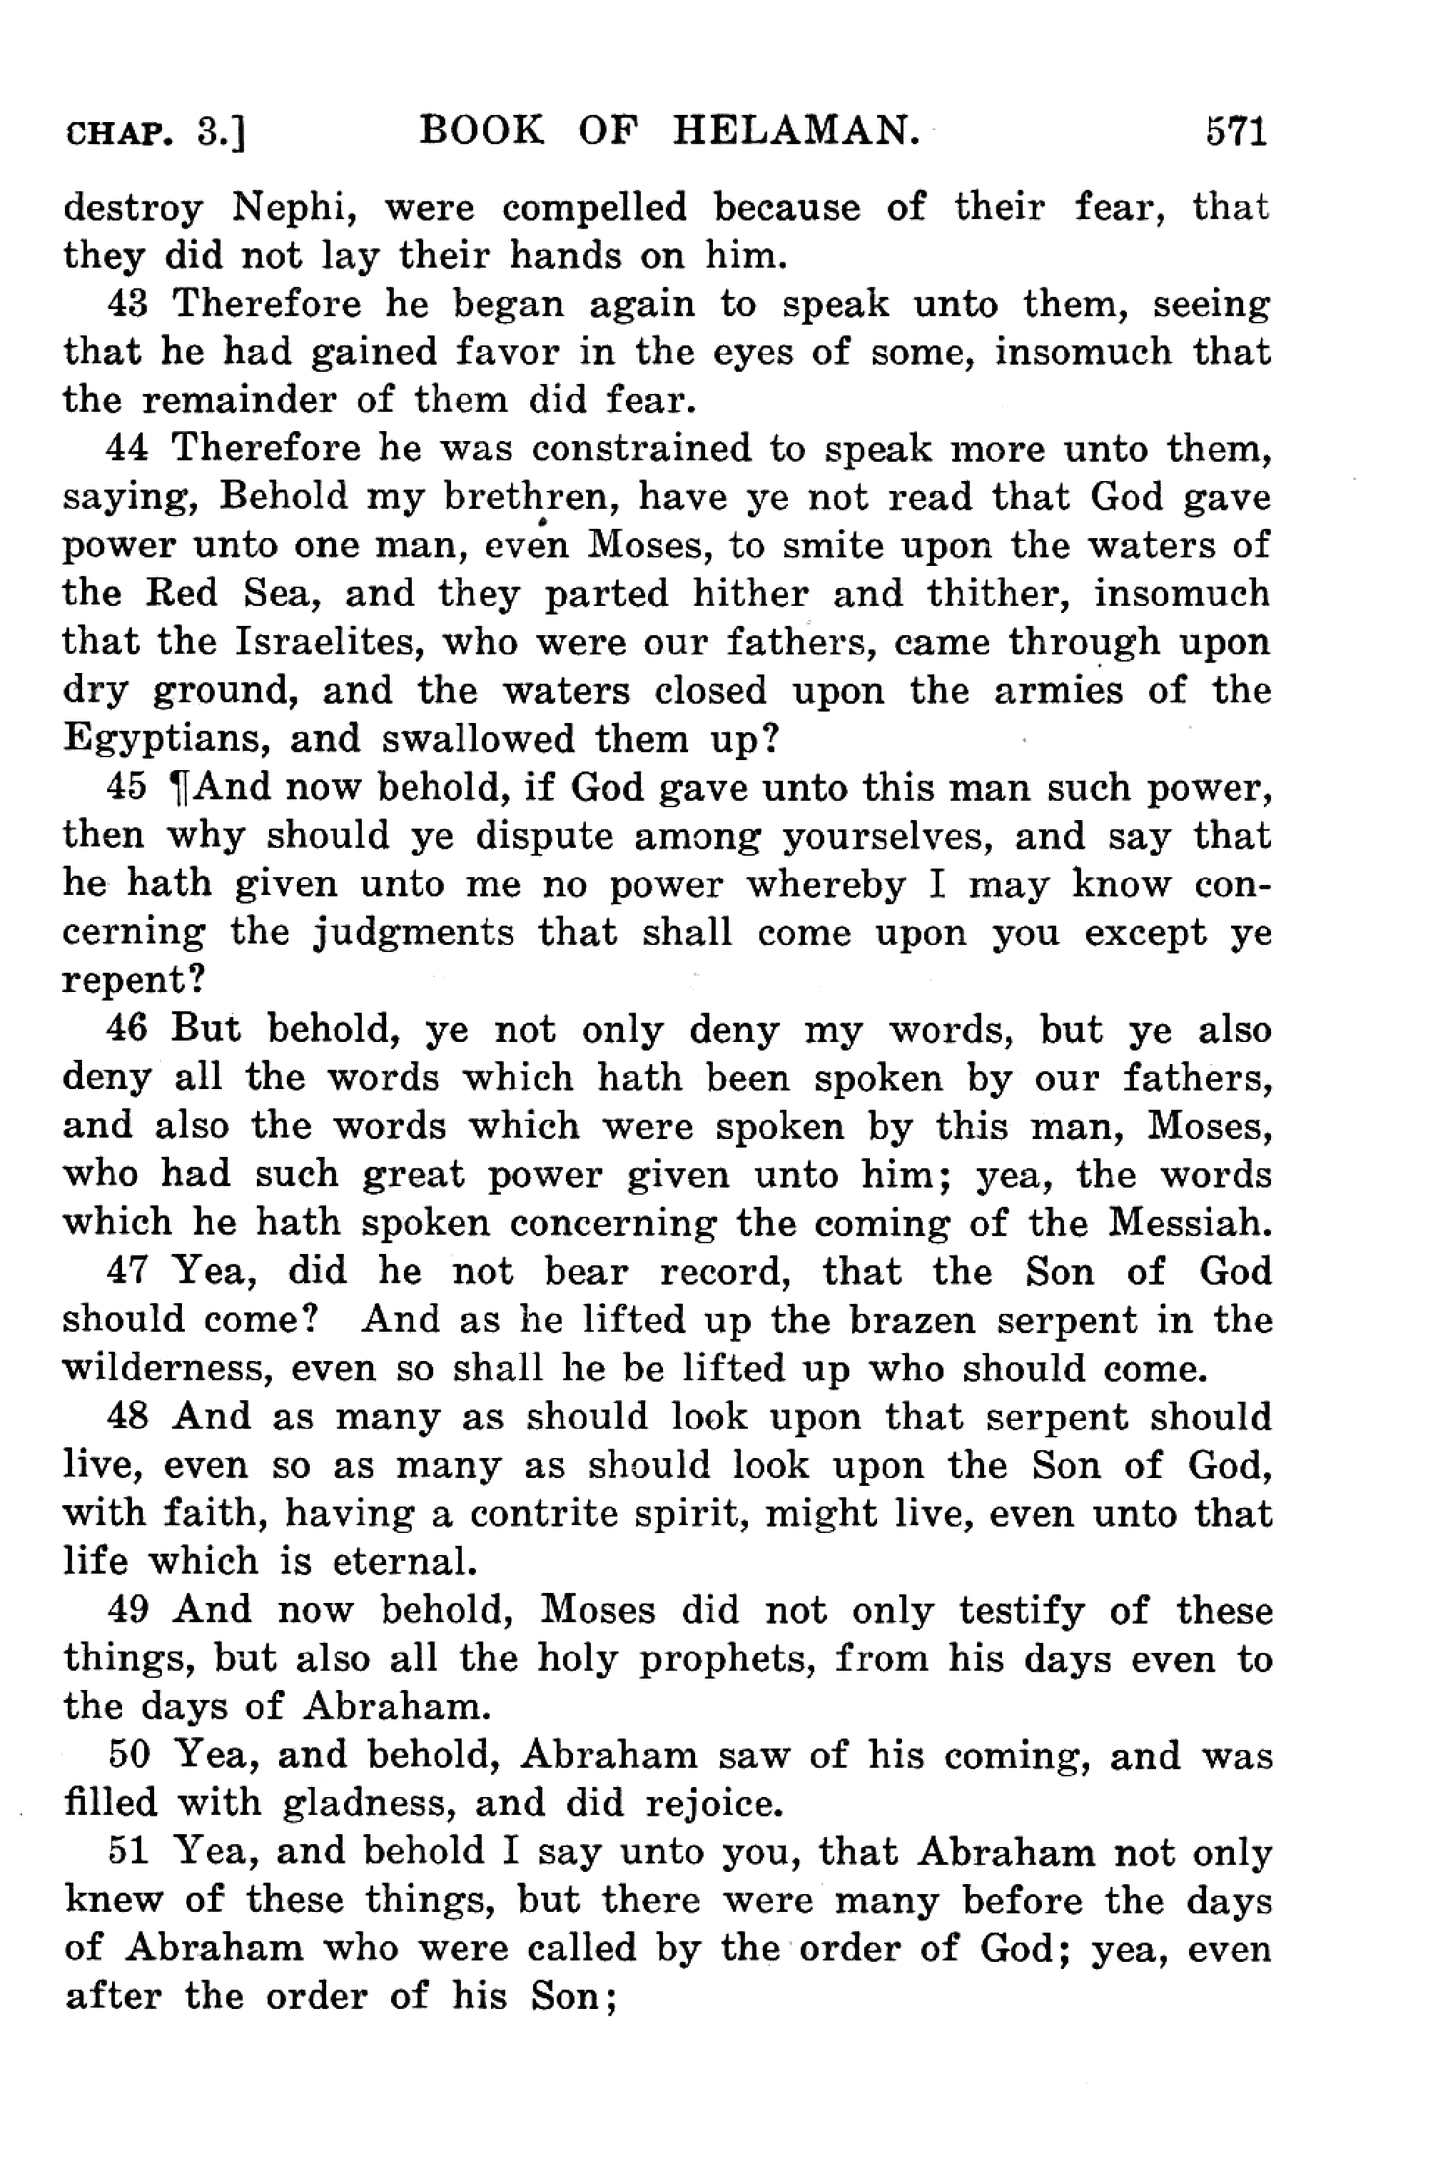 CHAP. 3.] BOOK OF HELAMAN. 571
destroy Nephi, were compelled because of their fear, that
they did not lay their hands on him.
43 Therefore he began again to speak unto them, seeing
that he had gained favor in the eyes of some, insomuch that
the remainder of them did fear.
44 Therefore he was constrained to speak more unto them,
saying, Behold my brethren, have ye not read that God gave
power unto one man, even Moses, to smite upon the waters of
the Red Sea, and they parted hither and thither, insomuch
that the Israelites, who were our fathers, came through upon
dry ground, and the waters closed upon the armies of the
Egyptians, and swallowed them up?
45 ¶And now behold, if God gave unto this man such power,
then why should ye dispute among yourselves, and say that
he hath given unto me no power whereby I may know con-
cerning the judgments that shall come upon you except ye
repent?
46 But behold, ye not only deny my words, but ye also
deny all the words which hath been spoken by our fathers,
and also the words which were spoken by this man, Moses,
who had such great power given unto him; yea, the words
which he hath spoken concerning the coming of the Messiah.
47 Yea, did he not bear record, that the Son of God
should come? And as he lifted up the brazen serpent in the
wilderness, even so shall he be lifted up who should come.
48 And as many as should look upon that serpent should
live, even so as many as should look upon the Son of God,
with faith, having a contrite spirit, might live, even unto that
life which is eternal.
49 And now behold, Moses did not only testify of these
things, but also all the holy prophets, from his days even to
the days of Abraham.
50 Yea, and behold, Abraham saw of his coming, and was
filled with gladness, and did rejoice.
51 Yea, and behold I say unto you, that Abraham not only
knew of these things, but there were many before the days
of Abraham who were called by the order of God; yea, even
after the order of his Son;